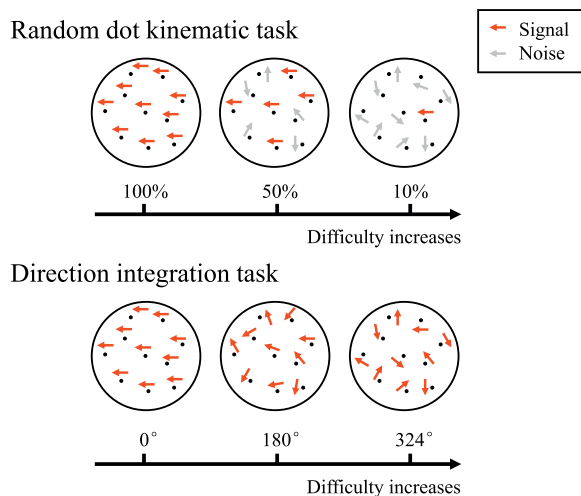 Random dot kinematic task
Signal
Noise
100%
50%
10%
Difficulty increases
Direction integration task
0°
180°
324°
Difficulty increases